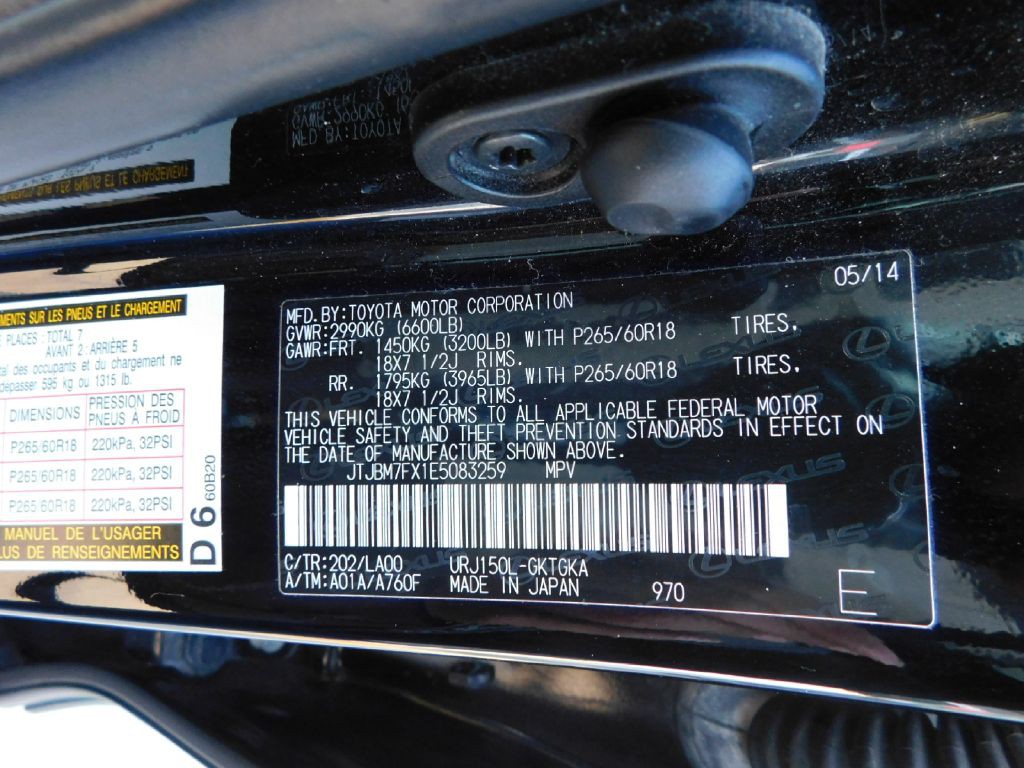 MENTS SUR LES PNEUS ET LE CHARGEMENT
PLACES : TOTAL 7
AVANT 2 : ARRIÈRE 5
tal des occupants et du chargement ne
depasser 595 kg ou 1315 lb.
DIMENSIONS PRESSION DES PNEUS À FROID
P265/60R18 220kPa, 32PSI
P265/60R18 220kPa, 32PSI
P265/60R18 220kPa, 32PSI
MANUEL DE L'USAGER
LUS DE RENSEIGNEMENTS
D 6 60B20
05/14
MFD. BY:TOYOTA MOTOR CORPORATION
GVWR:2990KG (6600LB)
GAWR:FRT. 1450KG (3200LB) WITH P265/60R18 TIRES,
18X7 1/2J RIMS.
RR. 1795KG (3965LB) WITH P265/60R18 TIRES,
18X7 1/2J RIMS.
THIS VEHICLE CONFORMS TO ALL APPLICABLE FEDERAL MOTOR
VEHICLE SAFETY AND THEFT PREVENTION STANDARDS IN EFFECT ON
THE DATE OF MANUFACTURE SHOWN ABOVE.
JTJBM7FX1E5083259 MPV
C/TR:202/LA00 URJ150L-GKTGKA
A/TM:A01A/A760F MADE IN JAPAN 970 E
LEXUS